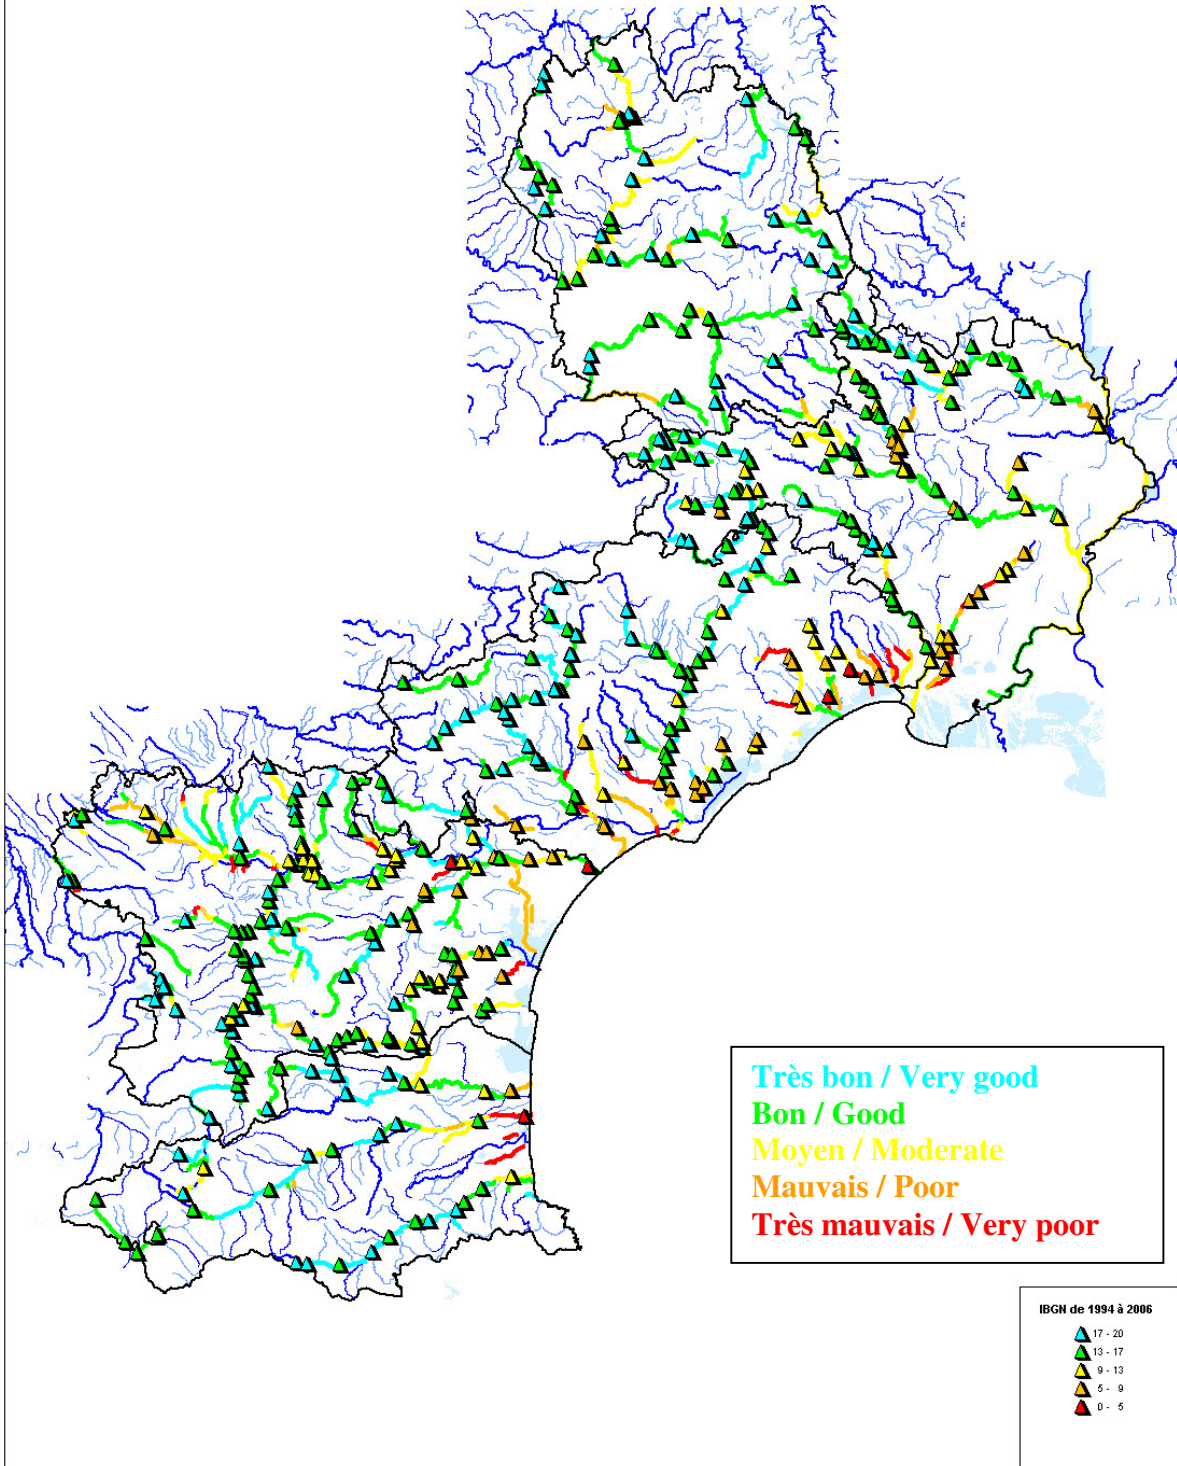 Très bon / Very good
Bon / Good
Moyen / Moderate
Mauvais / Poor
Très mauvais / Very poor
IBGN de 1994 à 2006
17 - 20
13 - 17
9 - 13
5 - 9
0 - 5